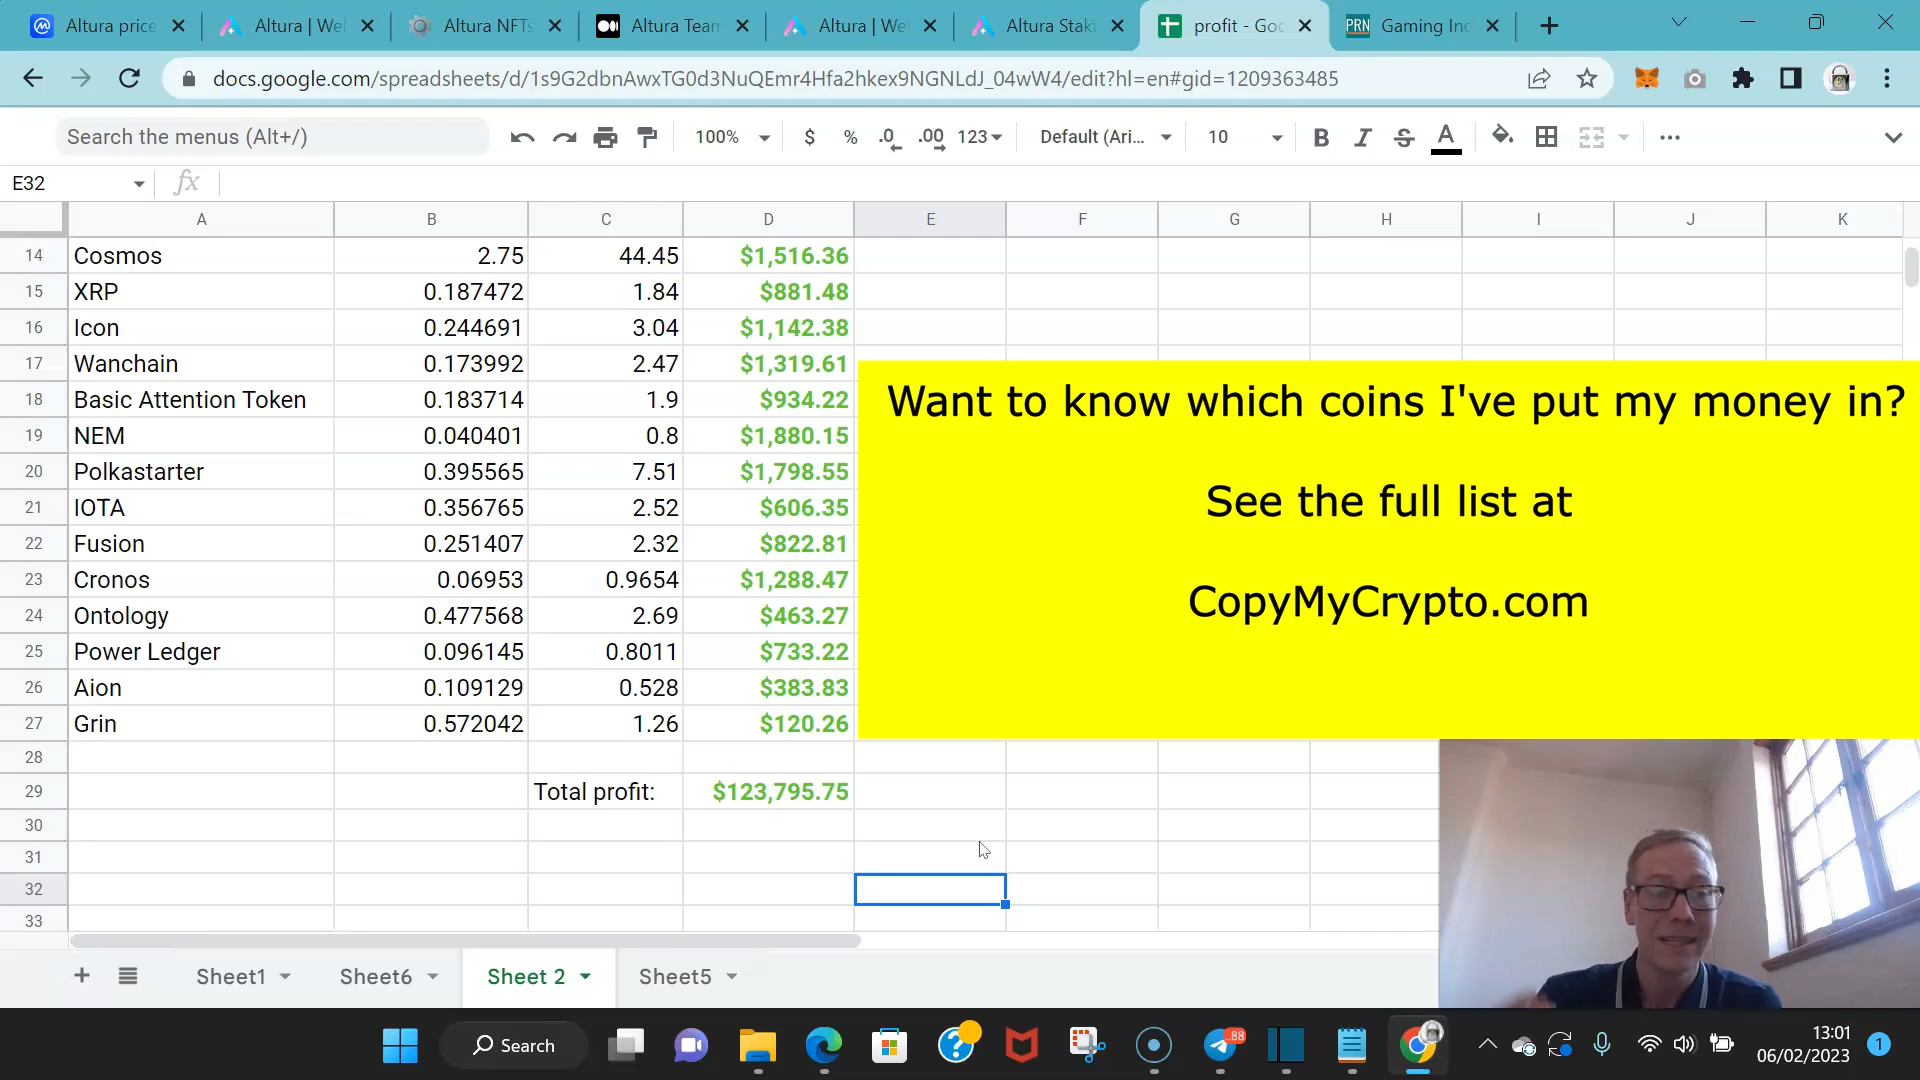 Altura price
Altura | Wel
Altura NFTs
Altura Team
Altura | Wel
Altura Staki
profit - Goo
PRN Gaming Inc
docs.google.com/spreadsheets/d/1s9G2dbnAwxTG0d3NuQEmr4Hfa2hkex9NGNLdJ_04wW4/edit?hl=en#gid=1209363485
Search the menus (Alt+/) 100% $ % .0 .00 123 Default (Ari... 10 B I S A
E32 fx
A B C D E F G H I J K
14 Cosmos 2.75 44.45 $1,516.36
15 XRP 0.187472 1.84 $881.48
16 Icon 0.244691 3.04 $1,142.38
17 Wanchain 0.173992 2.47 $1,319.61
18 Basic Attention Token 0.183714 1.9 $934.22
19 NEM 0.040401 0.8 $1,880.15
20 Polkastarter 0.395565 7.51 $1,798.55
21 IOTA 0.356765 2.52 $606.35
22 Fusion 0.251407 2.32 $822.81
23 Cronos 0.06953 0.9654 $1,288.47
24 Ontology 0.477568 2.69 $463.27
25 Power Ledger 0.096145 0.8011 $733.22
26 Aion 0.109129 0.528 $383.83
27 Grin 0.572042 1.26 $120.26
28
29 Total profit: $123,795.75
30
31
32
33
Want to know which coins I've put my money in?
See the full list at
CopyMyCrypto.com
Sheet1 Sheet6 Sheet 2 Sheet5
Search
88
13:01
06/02/2023
1